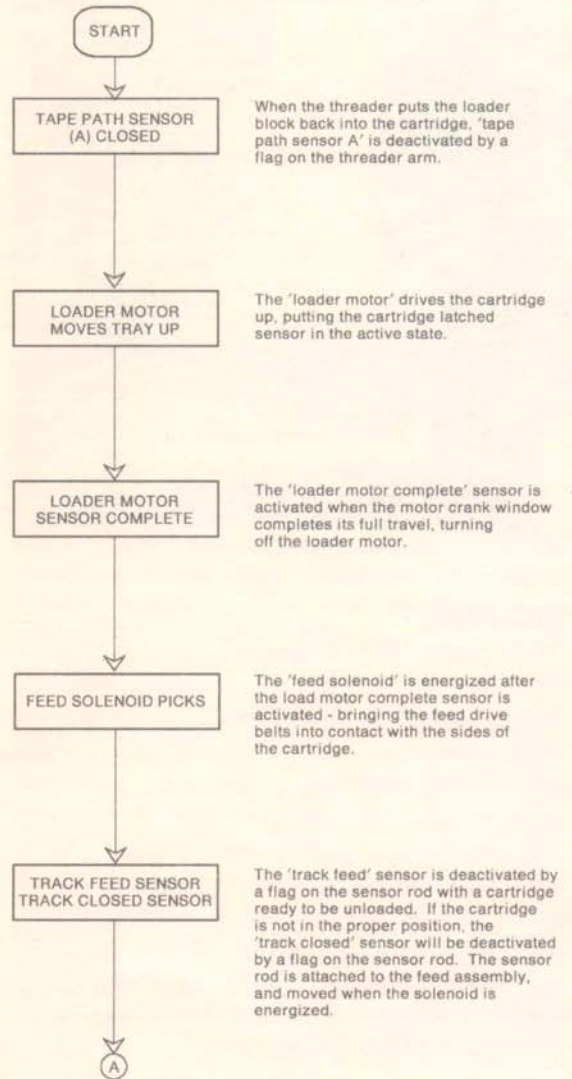 START
TAPE PATH SENSOR
(A) CLOSED
When the threader puts the loader
block back into the cartridge, 'tape
path sensor A' is deactivated by a
flag on the threader arm.
LOADER MOTOR
MOVES TRAY UP
The 'loader motor' drives the cartridge
up, putting the cartridge latched
sensor in the active state.
LOADER MOTOR
SENSOR COMPLETE
The 'loader motor complete' sensor is
activated when the motor crank window
completes its full travel, turning
off the loader motor.
FEED SOLENOID PICKS
The 'feed solenoid' is energized after
the load motor complete sensor is
activated - bringing the feed drive
belts into contact with the sides of
the cartridge.
TRACK FEED SENSOR
TRACK CLOSED SENSOR
The 'track feed' sensor is deactivated by
a flag on the sensor rod with a cartridge
ready to be unloaded. If the cartridge
is not in the proper position, the
'track closed' sensor will be deactivated
by a flag on the sensor rod. The sensor
rod is attached to the feed assembly,
and moved when the solenoid is
energized.
A